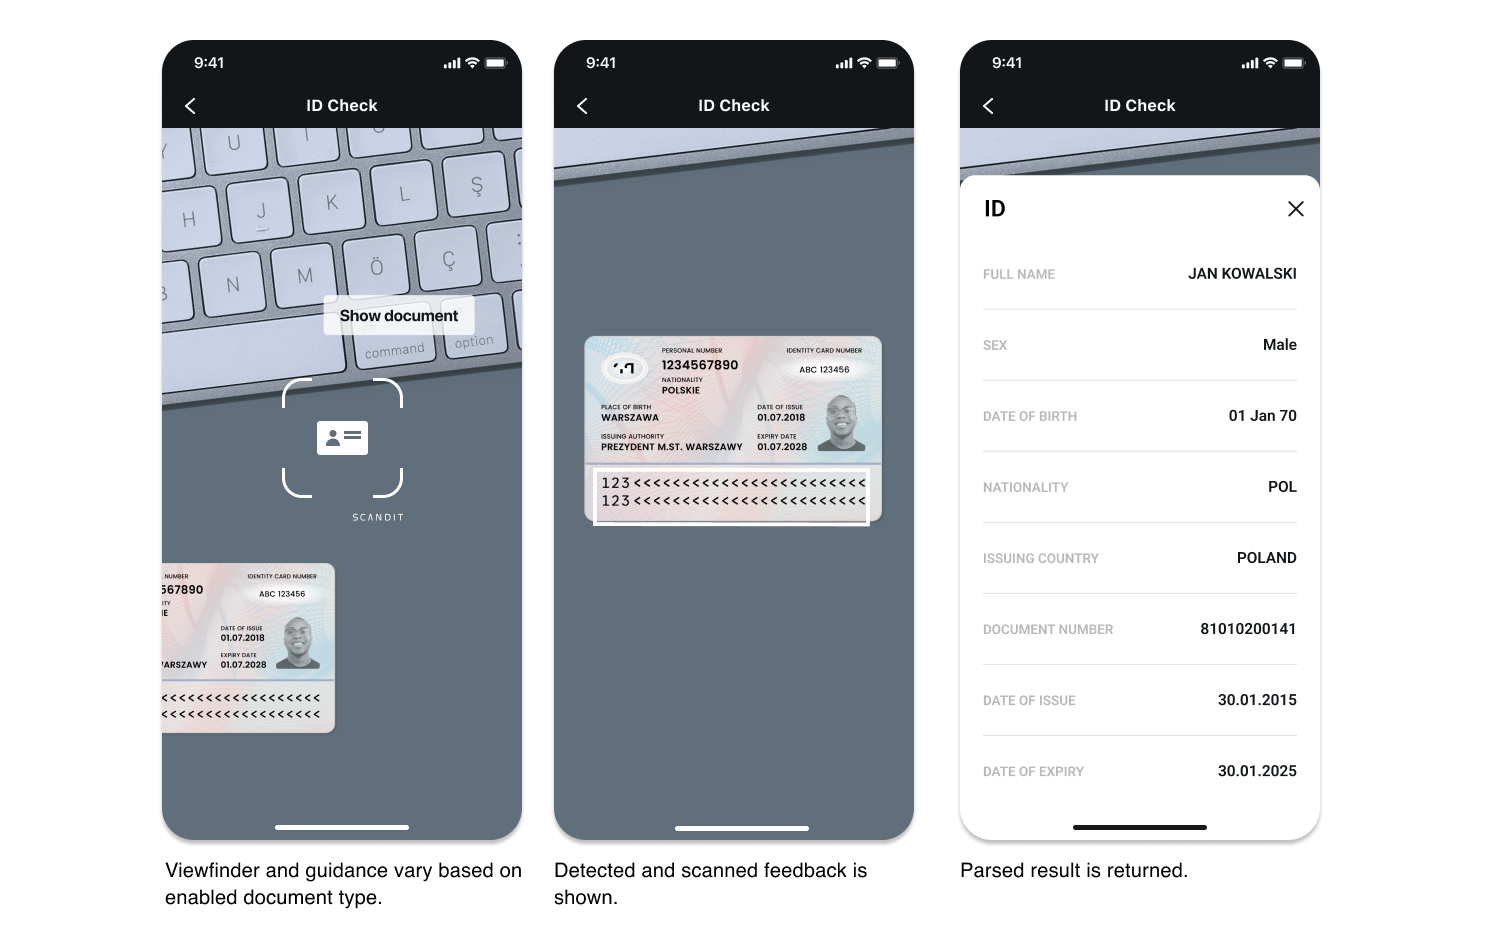 9:41
ID Check
U
I
H
J
K
L
Ş
B
N
M
Ö
Ç
Show document
command
option
SCANDIT
NUMBER
567890
IDENTITY CARD NUMBER
ABC 123456
ITY
IE
DATE OF ISSUE
01.07.2018
EXPIRY DATE
WARSZAWY
01.07.2028
<<<<<<<<<<<<<<<<<<<
<<<<<<<<<<<<<<<<<<<
Viewfinder and guidance vary based on
enabled document type.
9:41
ID Check
PERSONAL NUMBER
1234567890
IDENTITY CARD NUMBER
ABC 123456
NATIONALITY
POLSKIE
PLACE OF BIRTH
WARSZAWA
DATE OF ISSUE
01.07.2018
ISSUING AUTHORITY
PREZYDENT M.ST. WARSZAWY
EXPIRY DATE
01.07.2028
123<<<<<<<<<<<<<<<<<<<<<<<<
123<<<<<<<<<<<<<<<<<<<<<<<<
Detected and scanned feedback is
shown.
9:41
ID Check
ID
FULL NAME JAN KOWALSKI
SEX Male
DATE OF BIRTH 01 Jan 70
NATIONALITY POL
ISSUING COUNTRY POLAND
DOCUMENT NUMBER 81010200141
DATE OF ISSUE 30.01.2015
DATE OF EXPIRY 30.01.2025
Parsed result is returned.